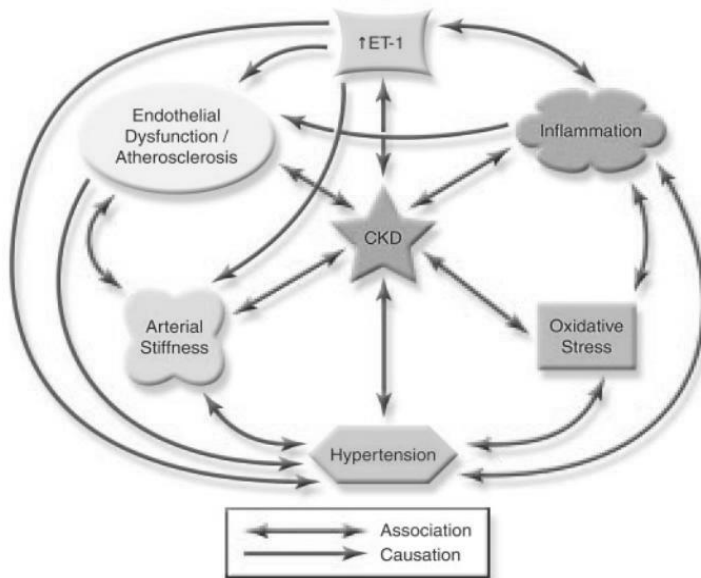 ↑ET-1
Endothelial
Dysfunction /
Atherosclerosis
Inflammation
CKD
Arterial
Stiffness
Oxidative
Stress
Hypertension
Association
Causation